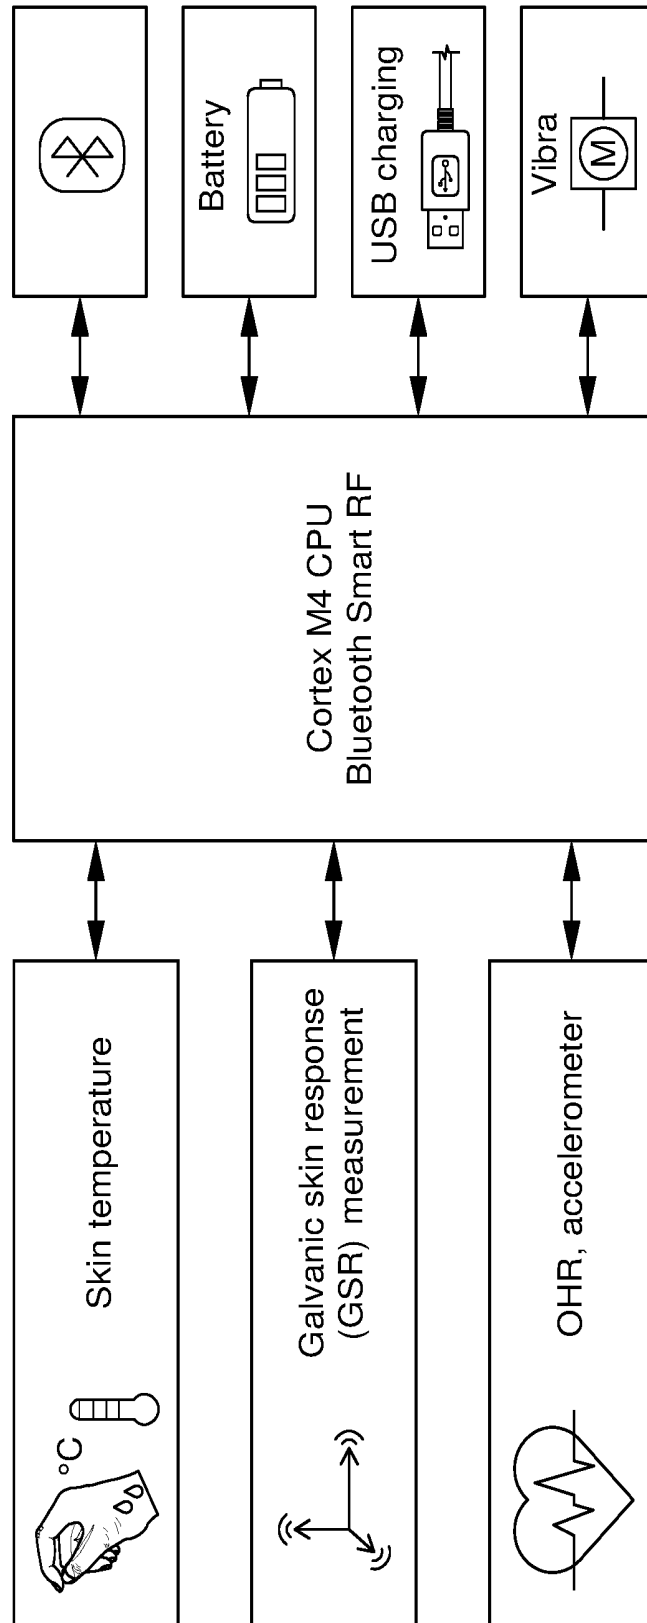 °C
Skin temperature
Galvanic skin response
(GSR) measurement
OHR, accelerometer
Cortex M4 CPU
Bluetooth Smart RF
Battery
USB charging
Vibra
M